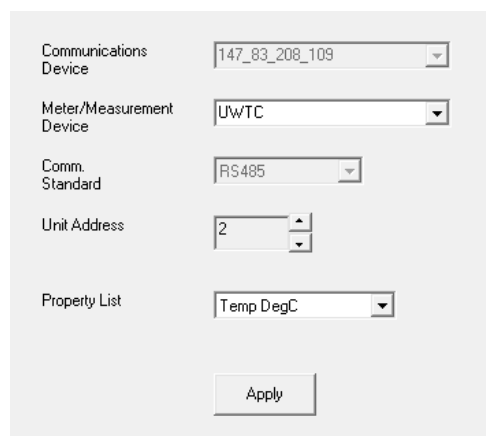 Communications
Device
147_83_208_109
Meter/Measurement
Device
UWTC
Comm.
Standard
RS485
Unit Address
2
Property List
Temp DegC
Apply